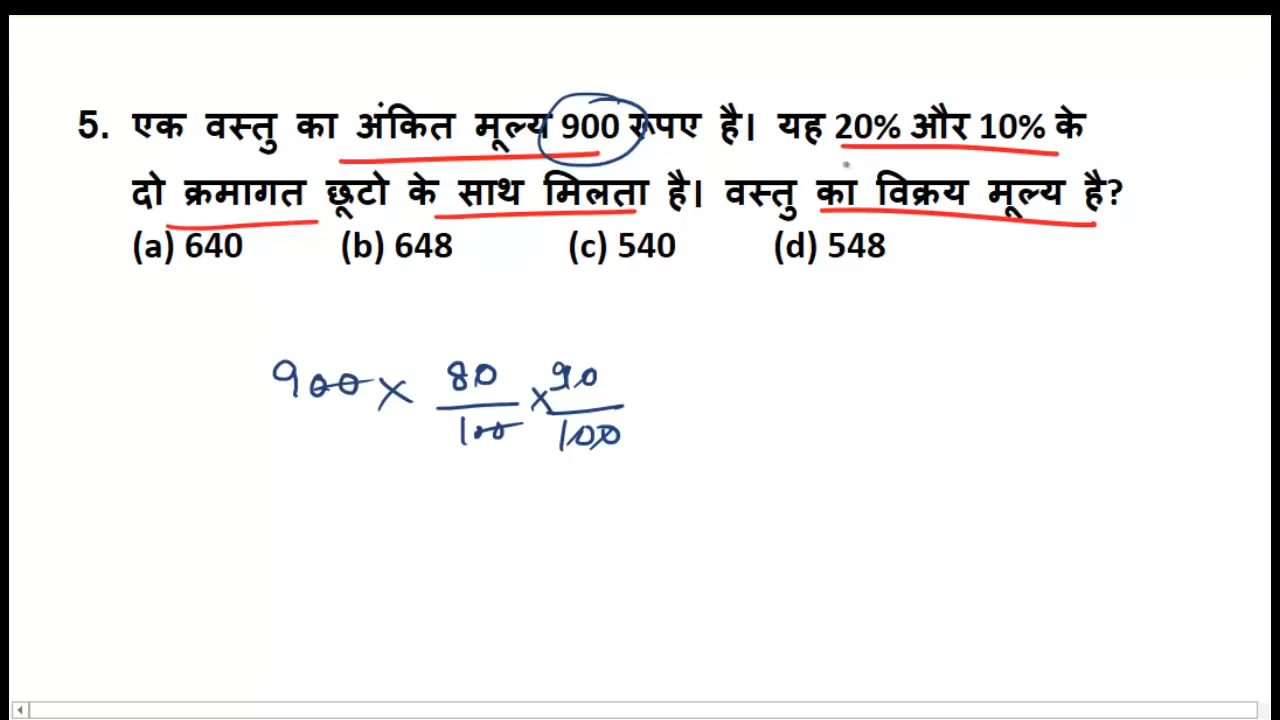 5. एक वस्तु का अंकित मूल्य 900 रूपए है। यह 20% और 10% के
दो क्रमागत छूटो के साथ मिलता है। वस्तु का विक्रय मूल्य है?
(a) 640 (b) 648 (c) 540 (d) 548
80 90
900 × ×
100 100